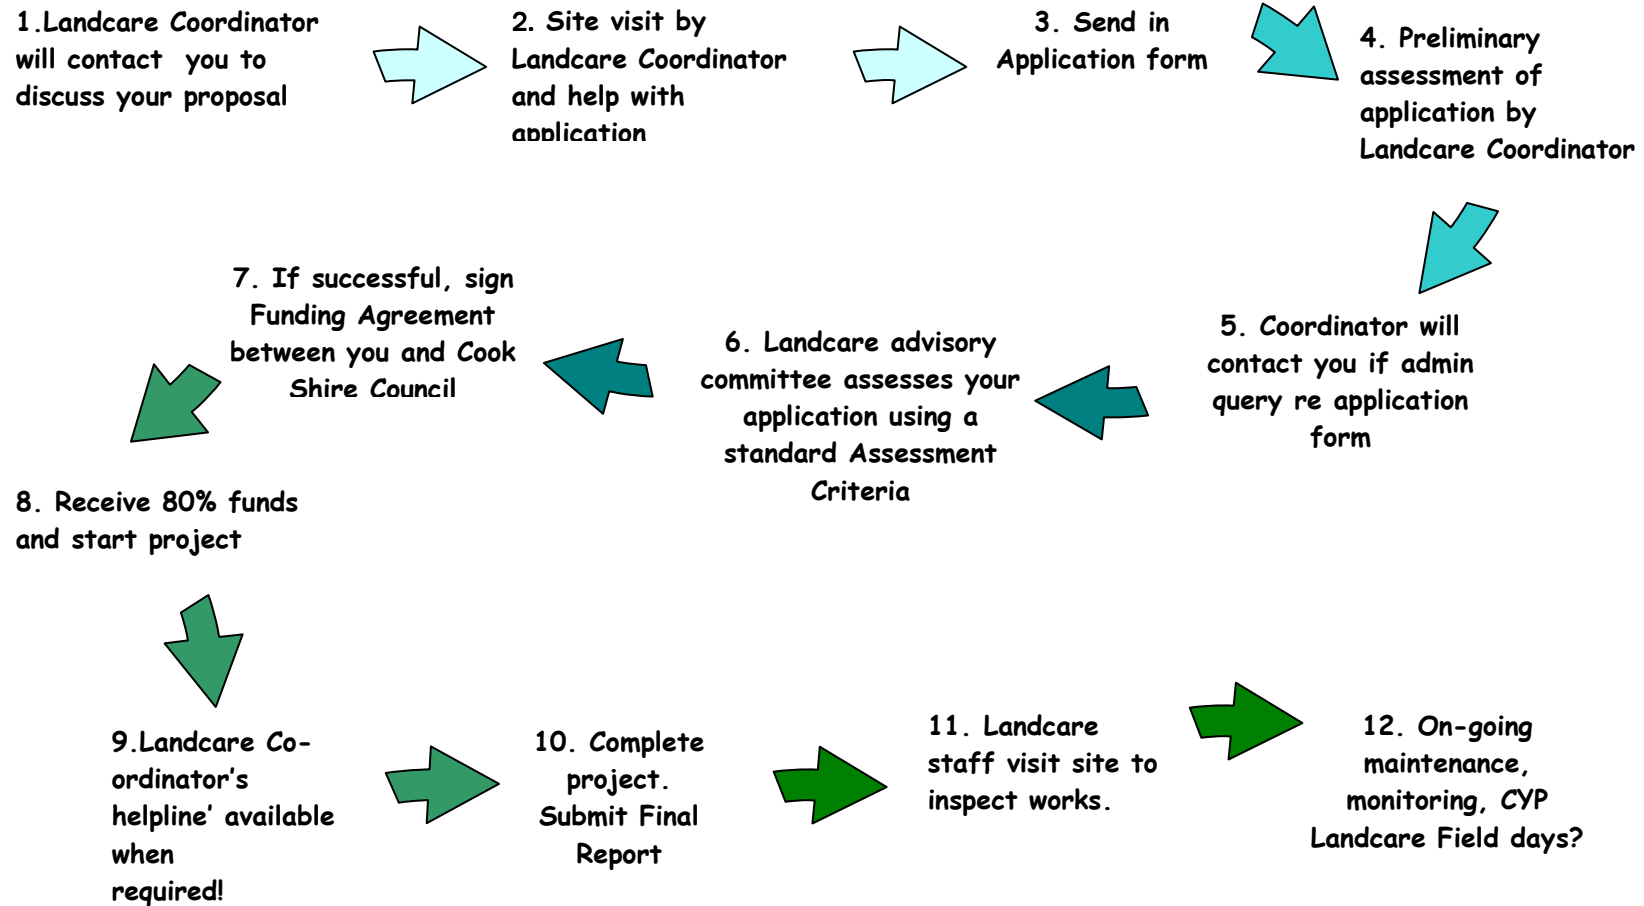 1.Landcare Coordinator
will contact  you to
discuss your proposal
2. Site visit by
Landcare Coordinator
and help with
application
3. Send in
Application form
4. Preliminary
assessment of
application by
Landcare Coordinator
5. Coordinator will
contact you if admin
query re application
form
6. Landcare advisory
committee assesses your
application using a
standard Assessment
Criteria
7. If successful, sign
Funding Agreement
between you and Cook
Shire Council
8. Receive 80% funds
and start project
9.Landcare Co-
ordinator’s
helpline’ available
when
required!
10. Complete
project.
Submit Final
Report
11. Landcare
staff visit site to
inspect works.
12. On-going
maintenance,
monitoring, CYP
Landcare Field days?